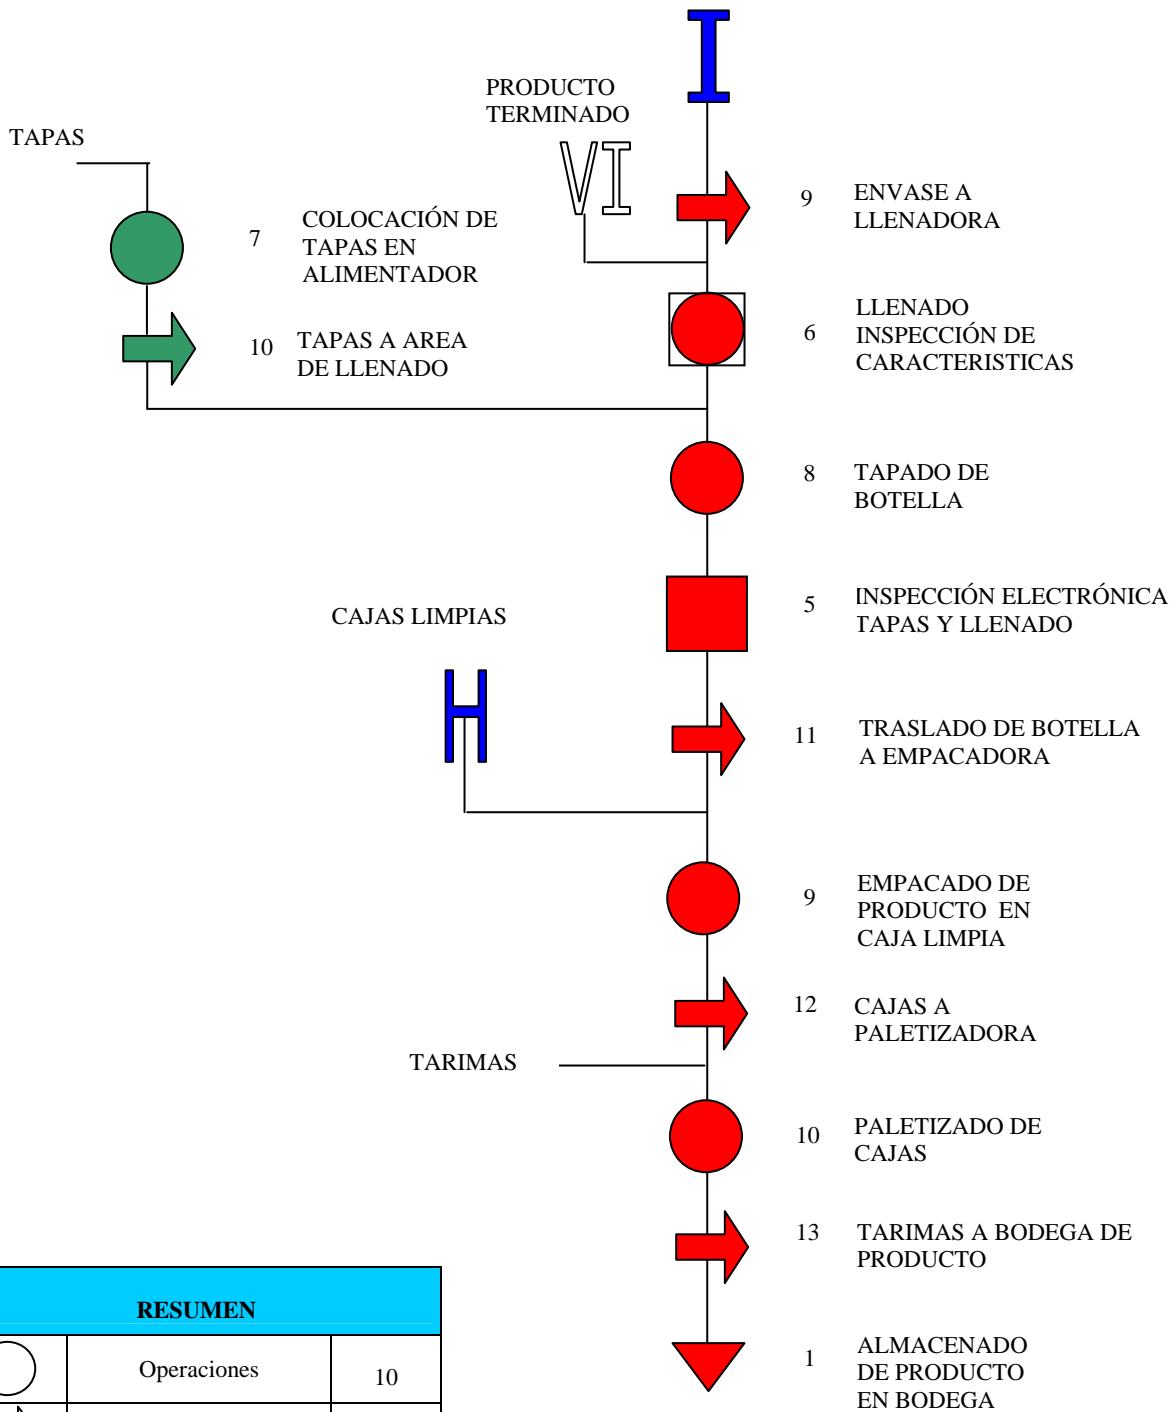 I
PRODUCTO
TERMINADO
VI
TAPAS
9
ENVASE A
LLENADORA
7
COLOCACIÓN DE
TAPAS EN
ALIMENTADOR
10
TAPAS A AREA
DE LLENADO
6
LLENADO
INSPECCIÓN DE
CARACTERISTICAS
8
TAPADO DE
BOTELLA
5
INSPECCIÓN ELECTRÓNICA
TAPAS Y LLENADO
CAJAS LIMPIAS
H
11
TRASLADO DE BOTELLA
A EMPACADORA
9
EMPACADO DE
PRODUCTO EN
CAJA LIMPIA
12
CAJAS A
PALETIZADORA
TARIMAS
10
PALETIZADO DE
CAJAS
13
TARIMAS A BODEGA DE
PRODUCTO
1
ALMACENADO
DE PRODUCTO
EN BODEGA
RESUMEN
Operaciones 10